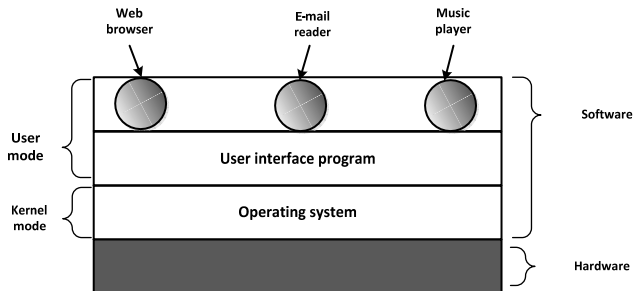 Web
browser
E-mail
reader
Music
player
User
mode
Software
User interface program
Kernel
mode
Operating system
Hardware